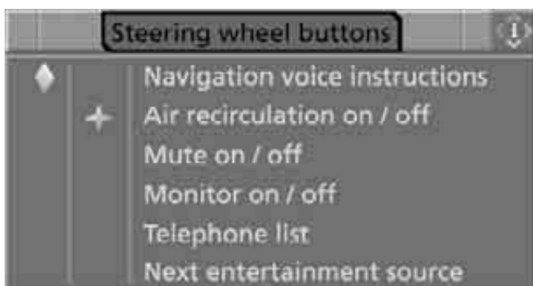 Steering wheel buttons
Navigation voice instructions
Air recirculation on / off
Mute on / off
Monitor on / off
Telephone list
Next entertainment source